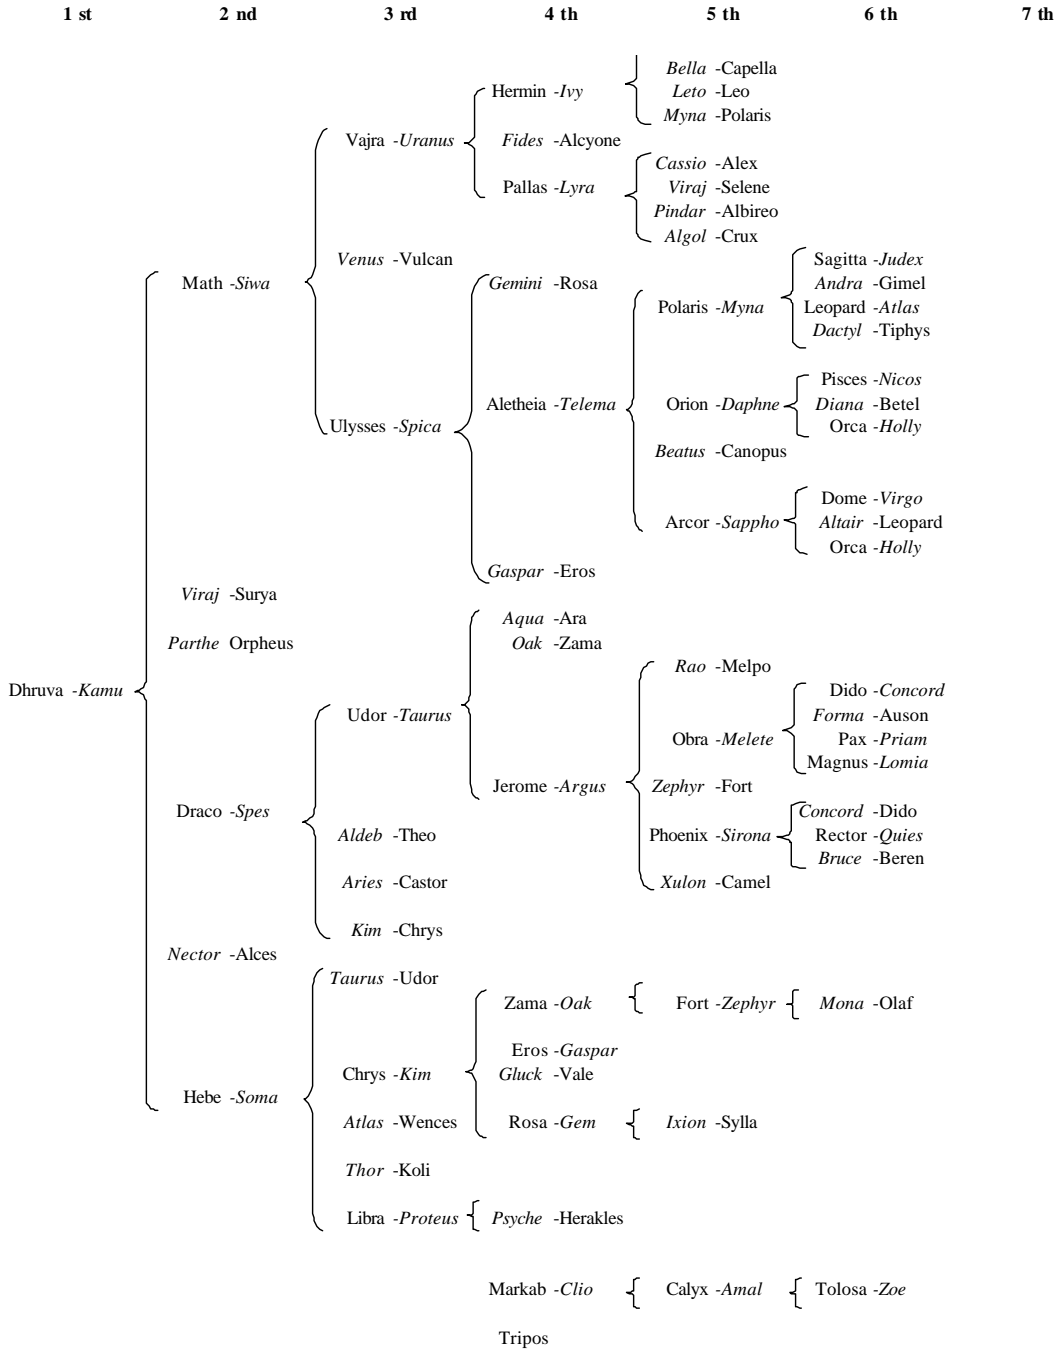 1 st 2 nd 3 rd 4 th 5 th 6 th 7 th
Bella -Capella
Hermin -Ivy Leto -Leo
Myna -Polaris
Vajra -Uranus Fides -Alcyone
Cassio -Alex
Pallas -Lyra Viraj -Selene
Pindar -Albireo
Algol -Crux
Venus -Vulcan Sagitta -Judex
Math -Siwa Gemini -Rosa Andra -Gimel
Polaris -Myna Leopard -Atlas
Dactyl -Tiphys
Pisces -Nicos
Aletheia -Telema Orion -Daphne Diana -Betel
Ulysses -Spica Orca -Holly
Beatus -Canopus
Dome -Virgo
Arcor -Sappho Altair -Leopard
Orca -Holly
Gaspar -Eros
Viraj -Surya
Aqua -Ara
Parthe Orpheus Oak -Zama
Rao -Melpo
Dhruva -Kamu Dido -Concord
Udor -Taurus Forma -Auson
Obra -Melete Pax -Priam
Magnus -Lomia
Jerome -Argus Zephyr -Fort
Draco -Spes Concord -Dido
Aldeb -Theo Phoenix -Sirona Rector -Quies
Bruce -Beren
Aries -Castor Xulon -Camel
Kim -Chrys
Nector -Alces
Taurus -Udor
Zama -Oak Fort -Zephyr Mona -Olaf
Eros -Gaspar
Chrys -Kim Gluck -Vale
Hebe -Soma
Atlas -Wences Rosa -Gem Ixion -Sylla
Thor -Koli
Libra -Proteus Psyche -Herakles
Markab -Clio Calyx -Amal Tolosa -Zoe
Tripos